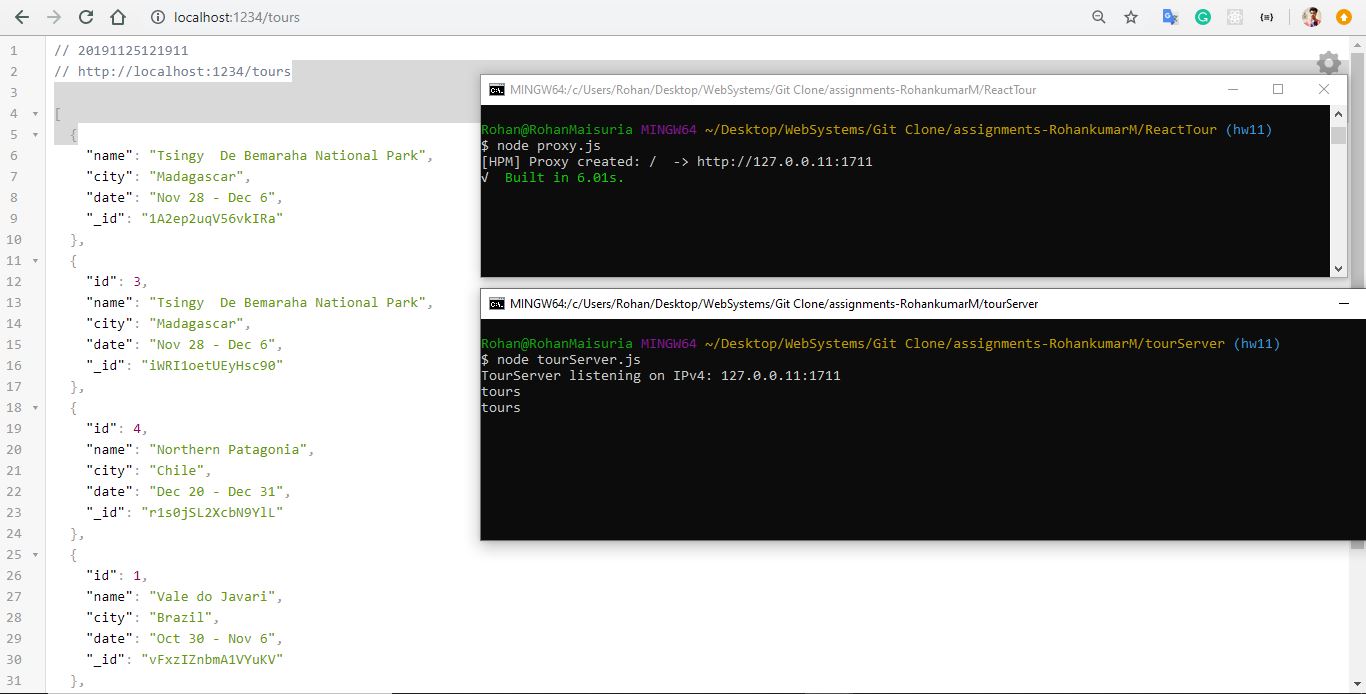 localhost:1234/tours
1 // 20191125121911
2 // http://localhost:1234/tours
3
4 [
5 {
6 "name": "Tsingy  De Bemaraha National Park",
7 "city": "Madagascar",
8 "date": "Nov 28 - Dec 6",
9 "_id": "1A2ep2uqV56vkIRa"
10 },
11 {
12 "id": 3,
13 "name": "Tsingy  De Bemaraha National Park",
14 "city": "Madagascar",
15 "date": "Nov 28 - Dec 6",
16 "_id": "iWRI1oetUEyHsc90"
17 },
18 {
19 "id": 4,
20 "name": "Northern Patagonia",
21 "city": "Chile",
22 "date": "Dec 20 - Dec 31",
23 "_id": "r1s0jSL2XcbN9YlL"
24 },
25 {
26 "id": 1,
27 "name": "Vale do Javari",
28 "city": "Brazil",
29 "date": "Oct 30 - Nov 6",
30 "_id": "vFxzIZnbmA1VYuKV"
31 },
MINGW64:/c/Users/Rohan/Desktop/WebSystems/Git Clone/assignments-RohankumarM/ReactTour
Rohan@RohanMaisuria MINGW64 ~/Desktop/WebSystems/Git Clone/assignments-RohankumarM/ReactTour (hw11)
$ node proxy.js
[HPM] Proxy created: /  -> http://127.0.0.11:1711
√  Built in 6.01s.
MINGW64:/c/Users/Rohan/Desktop/WebSystems/Git Clone/assignments-RohankumarM/tourServer
Rohan@RohanMaisuria MINGW64 ~/Desktop/WebSystems/Git Clone/assignments-RohankumarM/tourServer (hw11)
$ node tourServer.js
TourServer listening on IPv4: 127.0.0.11:1711
tours
tours